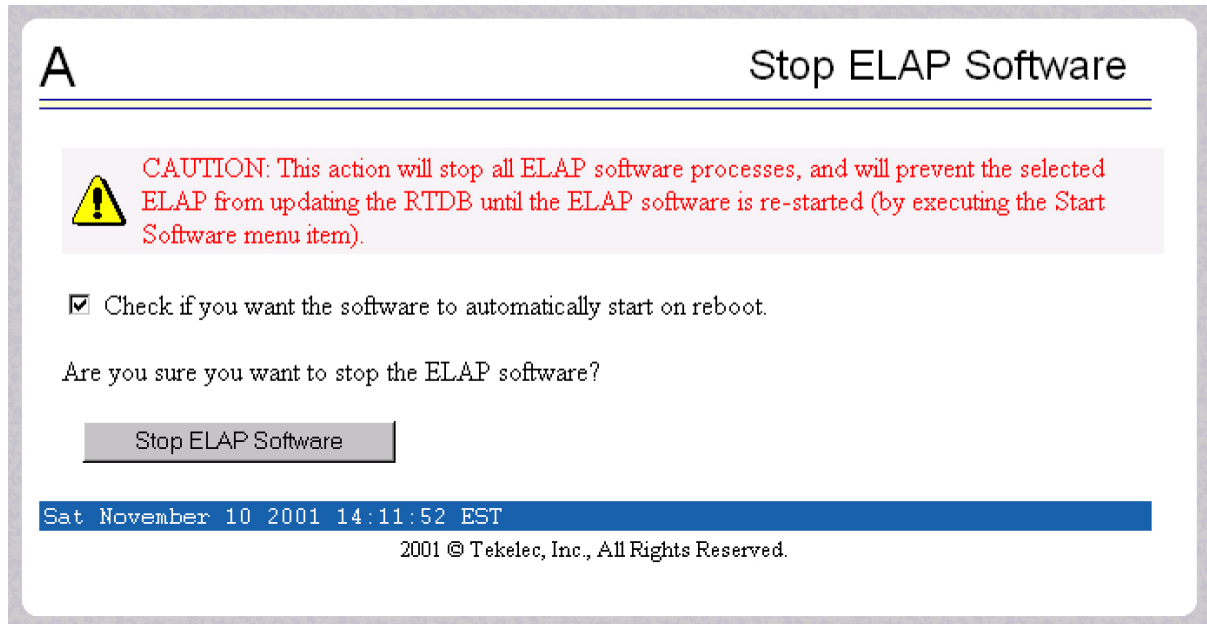 A
Stop ELAP Software
CAUTION: This action will stop all ELAP software processes, and will prevent the selected
ELAP from updating the RTDB until the ELAP software is re-started (by executing the Start
Software menu item).
Check if you want the software to automatically start on reboot.
Are you sure you want to stop the ELAP software?
Stop ELAP Software
Sat November 10 2001 14:11:52 EST
2001 © Tekelec, Inc., All Rights Reserved.